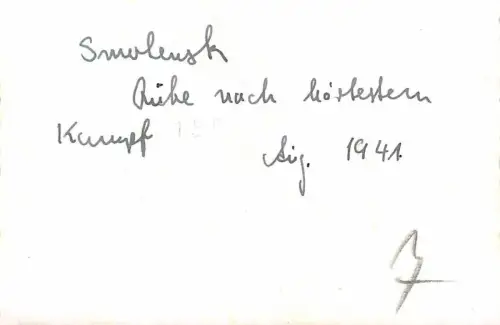 Smolensk
Ruhe nach härtestem
Kampf
Aug. 1941.
7